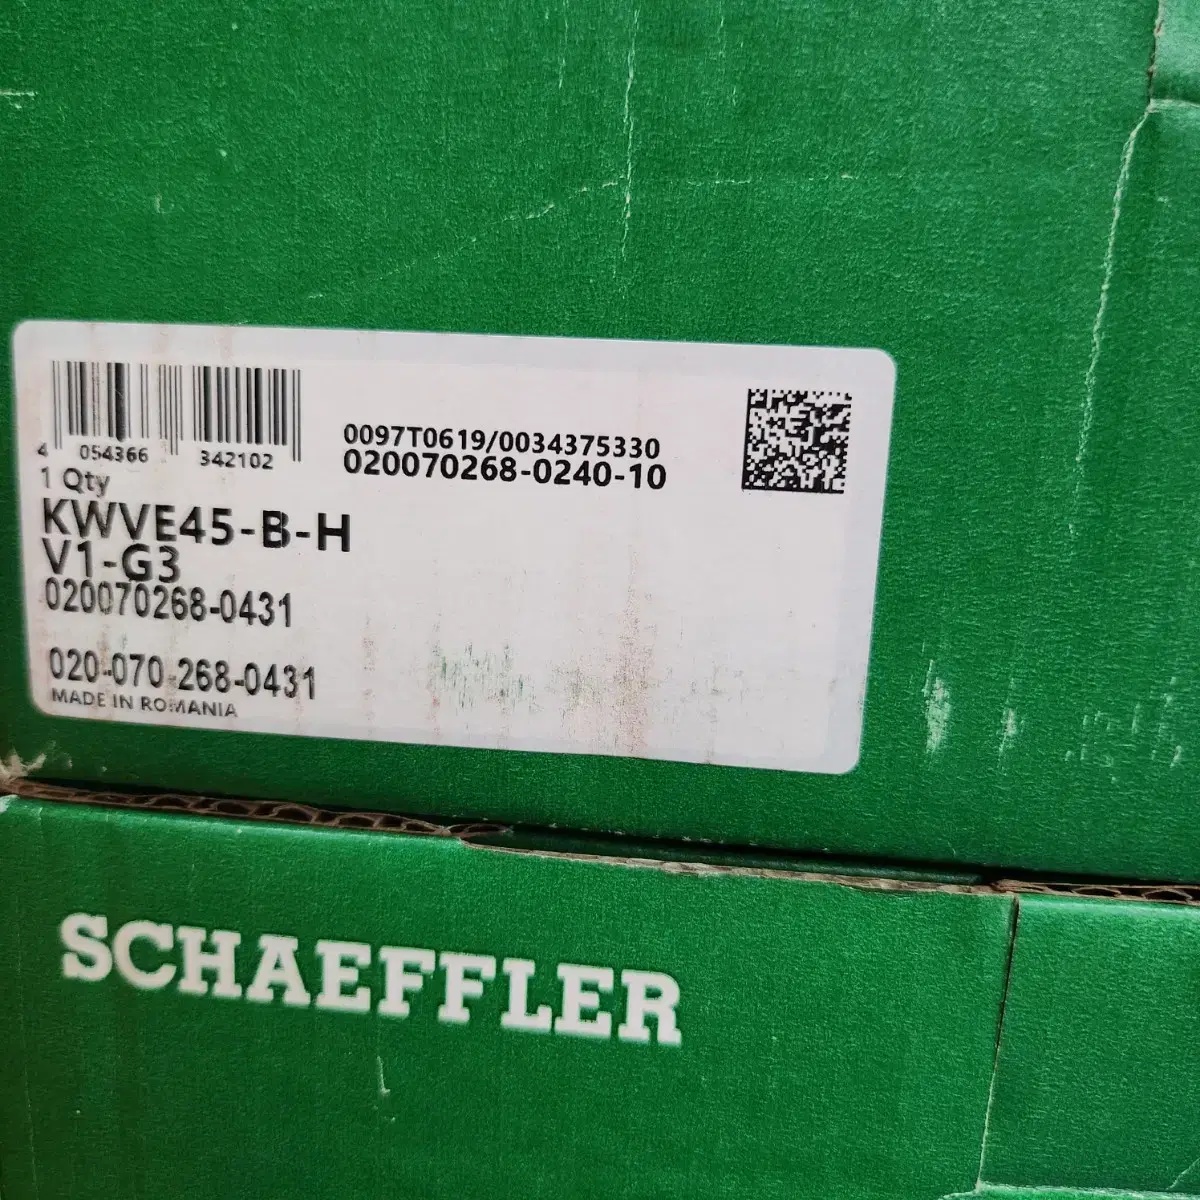 4 054366 342102
0097T0619/0034375330
020070268-0240-10
1 Qty
KWVE45-B-H
V1-G3
020070268-0431
020-070.268-0431
MADE IN ROMANIA
SCHAEFFLER